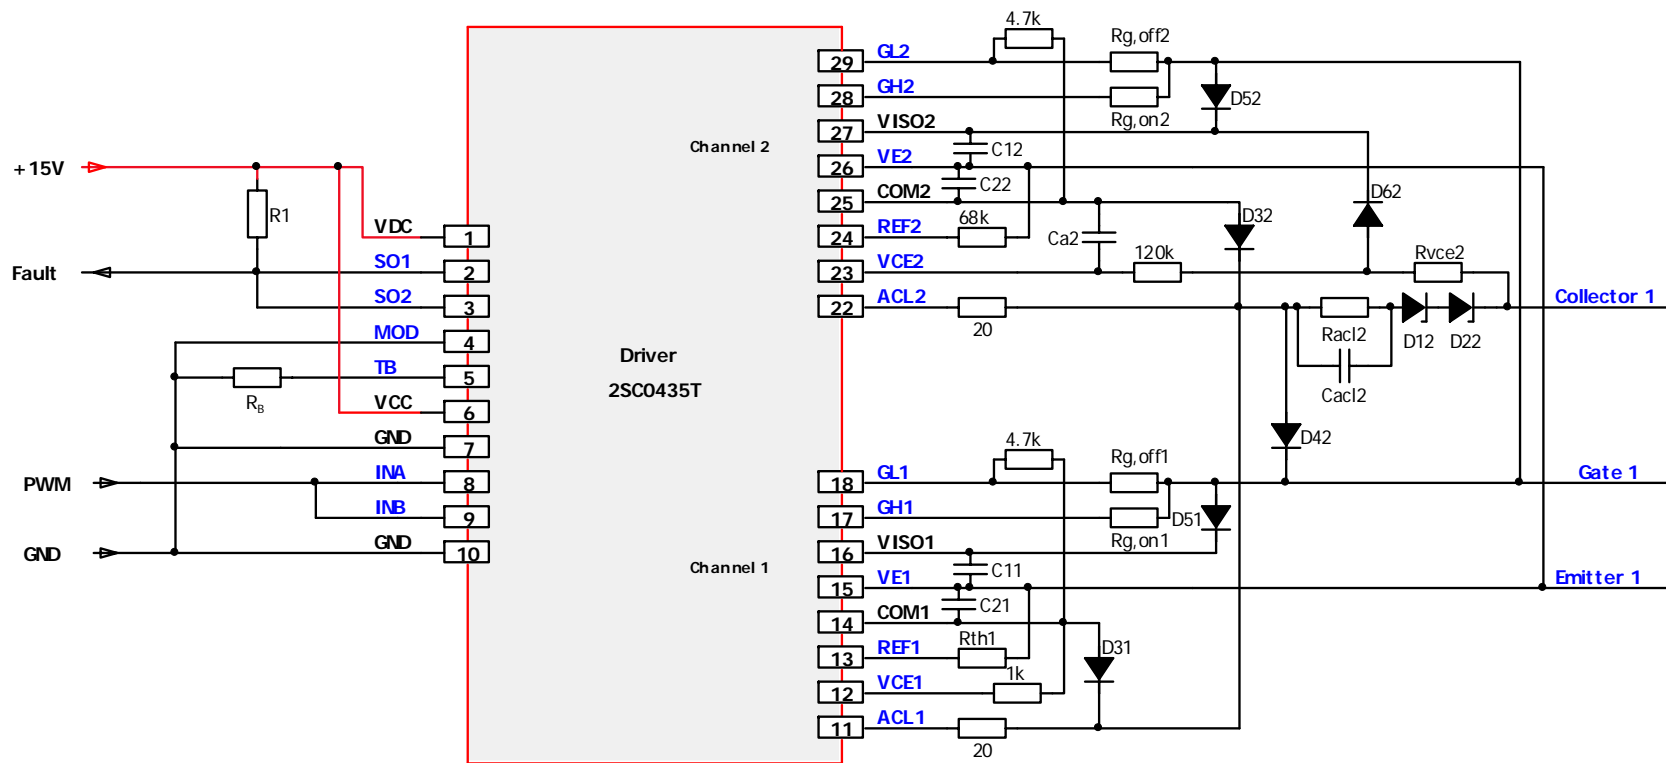 4.7k
Rg,off2
29 GL2
28 GH2
D52
Rg,on2
27 VISO2
Channel 2
C12
+15V
26 VE2
C22
D62
25 COM2
R1
68k
D32
VDC
1
24 REF2
Ca2
120k
Rvce2
Fault
SO1
2
23 VCE2
SO2
3
22 ACL2
Collector 1
20
Racl2
D12
D22
MOD
4
Driver
TB
5
2SC0435T
Cacl2
RB
VCC
6
D42
GND
7
4.7k
Rg,off1
PWM
INA
8
18 GL1
Gate 1
INB
9
17 GH1
D51
Rg,on1
GND
GND
10
16 VISO1
Channel 1
C11
15 VE1
Emitter 1
C21
14 COM1
Rth1
D31
13 REF1
1k
12 VCE1
11 ACL1
20